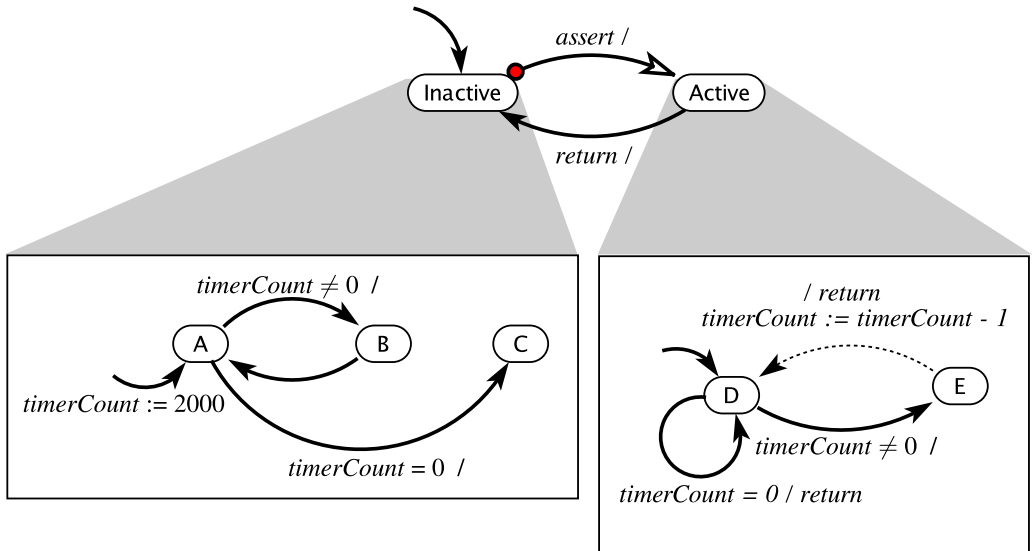 assert /
Inactive
Active
return /
timerCount ≠ 0 /
A
B
C
timerCount := 2000
timerCount = 0 /
/ return
timerCount := timerCount - 1
D
E
timerCount ≠ 0 /
timerCount = 0 / return